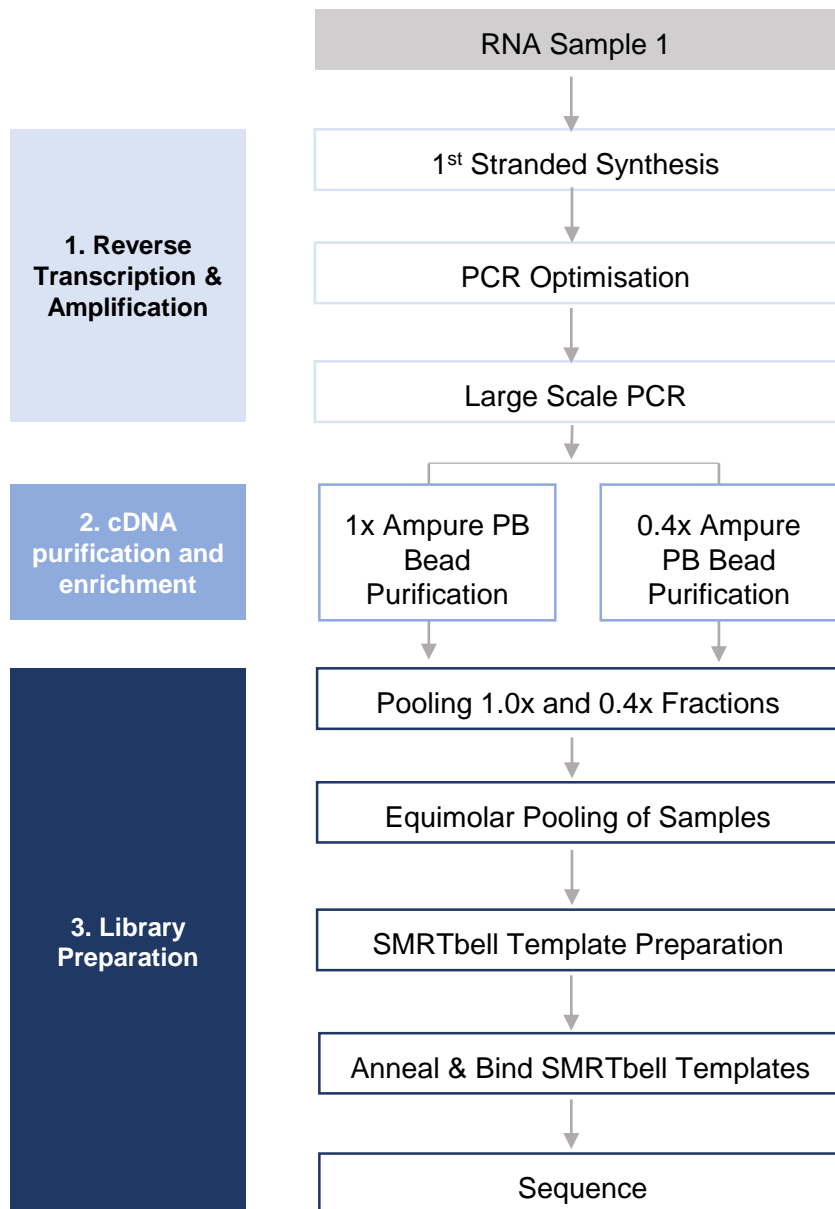 RNA Sample 1
1. Reverse
Transcription &
Amplification
1st Stranded Synthesis
PCR Optimisation
Large Scale PCR
2. cDNA
purification and
enrichment
1x Ampure PB
Bead
Purification
0.4x Ampure
PB Bead
Purification
3. Library
Preparation
Pooling 1.0x and 0.4x Fractions
Equimolar Pooling of Samples
SMRTbell Template Preparation
Anneal & Bind SMRTbell Templates
Sequence